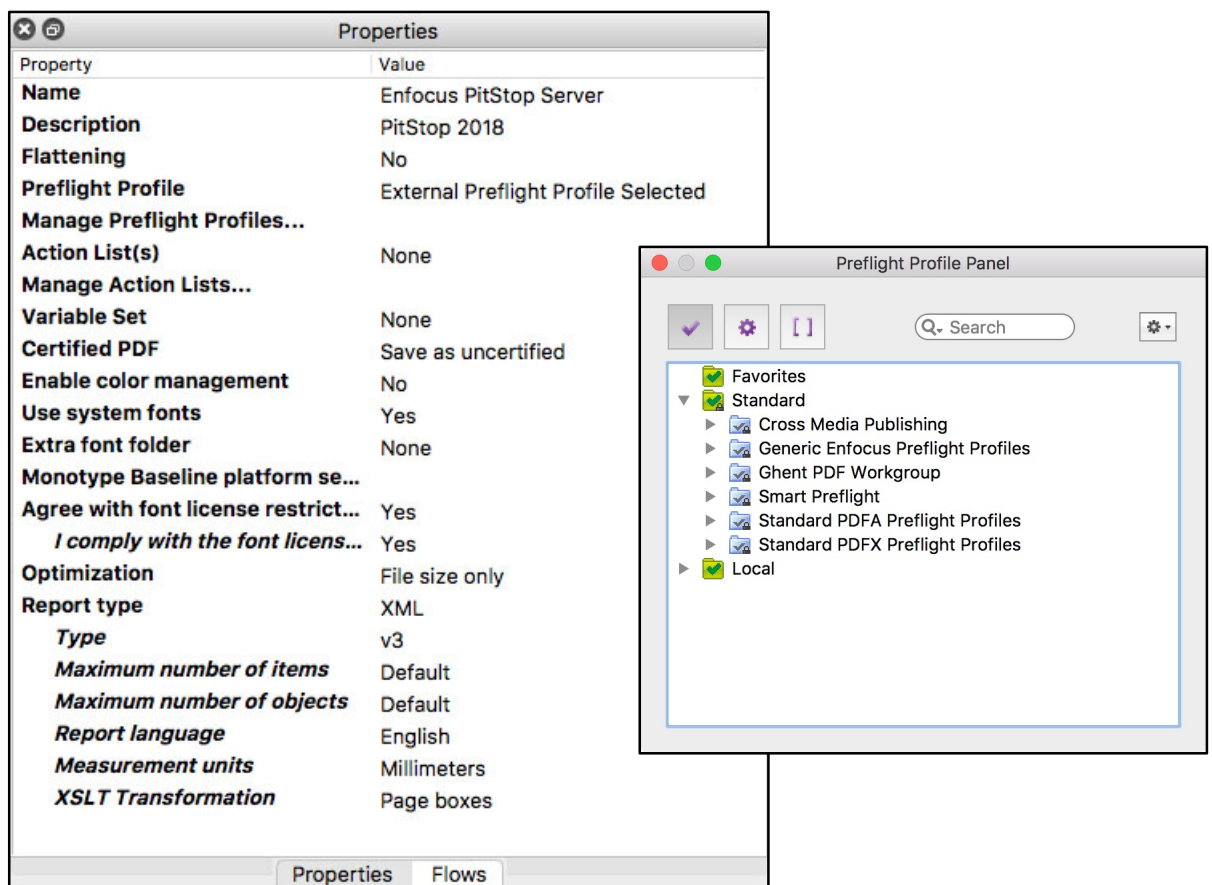 Properties
Property Value
Name Enfocus PitStop Server
Description PitStop 2018
Flattening No
Preflight Profile External Preflight Profile Selected
Manage Preflight Profiles...
Action List(s) None
Manage Action Lists...
Variable Set None
Certified PDF Save as uncertified
Enable color management No
Use system fonts Yes
Extra font folder None
Monotype Baseline platform se...
Agree with font license restrict... Yes
I comply with the font licens... Yes
Optimization File size only
Report type XML
Type v3
Maximum number of items Default
Maximum number of objects Default
Report language English
Measurement units Millimeters
XSLT Transformation Page boxes
Properties Flows
Preflight Profile Panel
Search
Favorites
Standard
Cross Media Publishing
Generic Enfocus Preflight Profiles
Ghent PDF Workgroup
Smart Preflight
Standard PDFA Preflight Profiles
Standard PDFX Preflight Profiles
Local